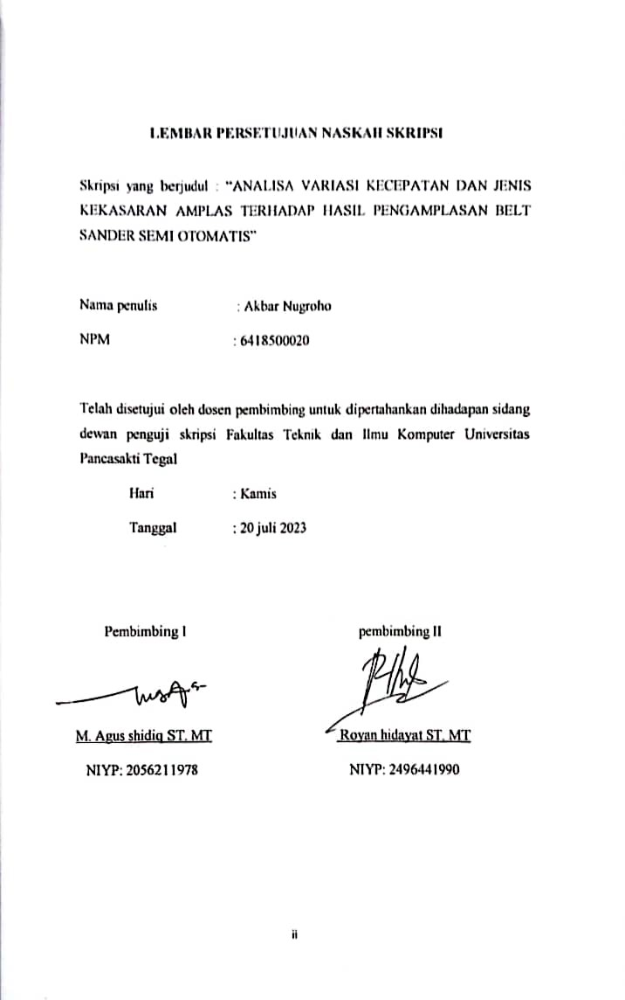 LEMBAR PERSETUJUAN NASKAH SKRIPSI
Skripsi yang berjudul : “ANALISA VARIASI KECEPATAN DAN JENIS
KEKASARAN AMPLAS TERHADAP HASIL PENGAMPLASAN BELT
SANDER SEMI OTOMATIS”
Nama penulis : Akbar Nugroho
NPM : 6418500020
Telah disetujui oleh dosen pembimbing untuk dipertahankan dihadapan sidang
dewan penguji skripsi Fakultas Teknik dan Ilmu Komputer Universitas
Pancasakti Tegal
Hari : Kamis
Tanggal : 20 juli 2023
Pembimbing I pembimbing II
M. Agus shidiq ST. MT Royan hidayat ST. MT
NIYP: 2056211978 NIYP: 2496441990
ii